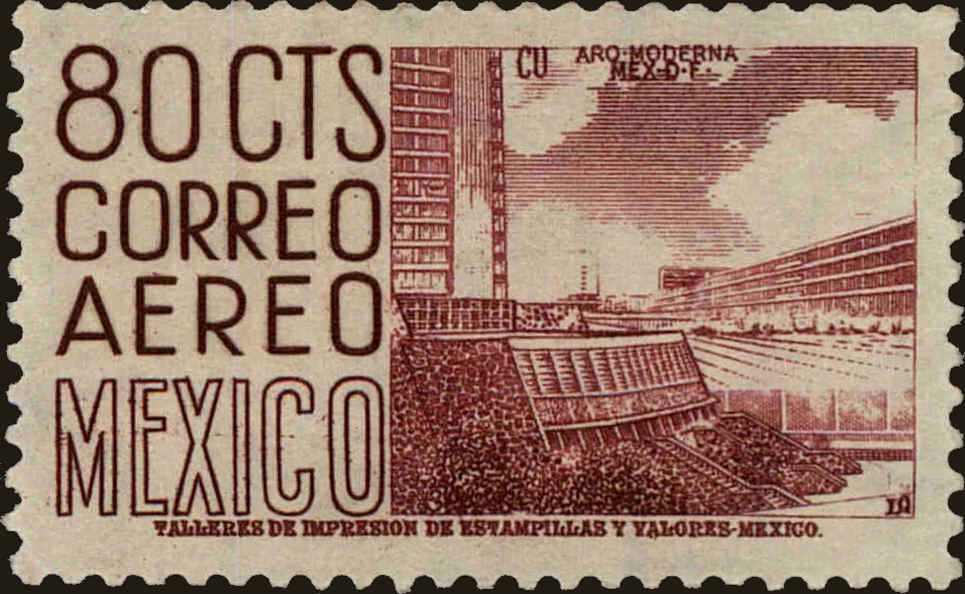 80 CTS
CORREO
AEREO
MEXICO
CU
ARQ·MODERNA
MEX·D·F·
TALLERES DE IMPRESION DE ESTAMPILLAS Y VALORES-MEXICO.